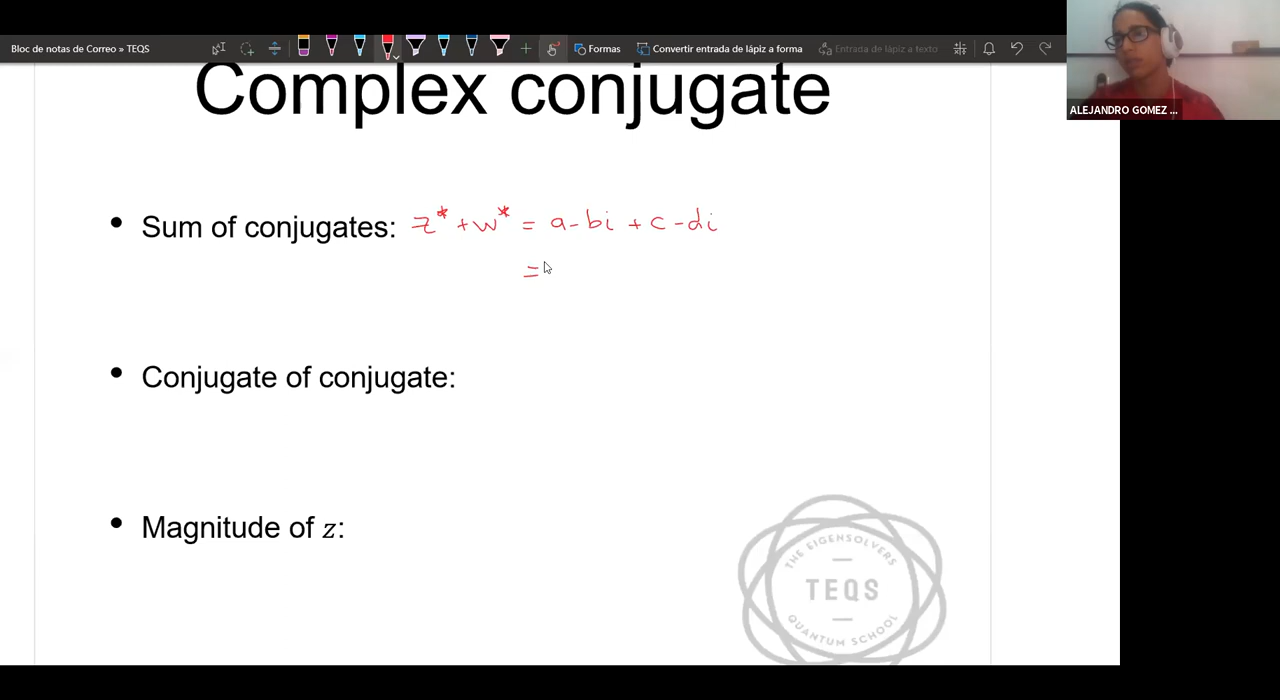 Bloc de notas de Correo » TEQS
Formas
Convertir entrada de lápiz a forma
Entrada de lápiz a texto
ALEJANDRO GOMEZ ...
Complex conjugate
• Sum of conjugates: z* + w* = a - bi + c - di
=
• Conjugate of conjugate:
• Magnitude of z:
THE EIGENSOLVERS
TEQS
QUANTUM SCHOOL